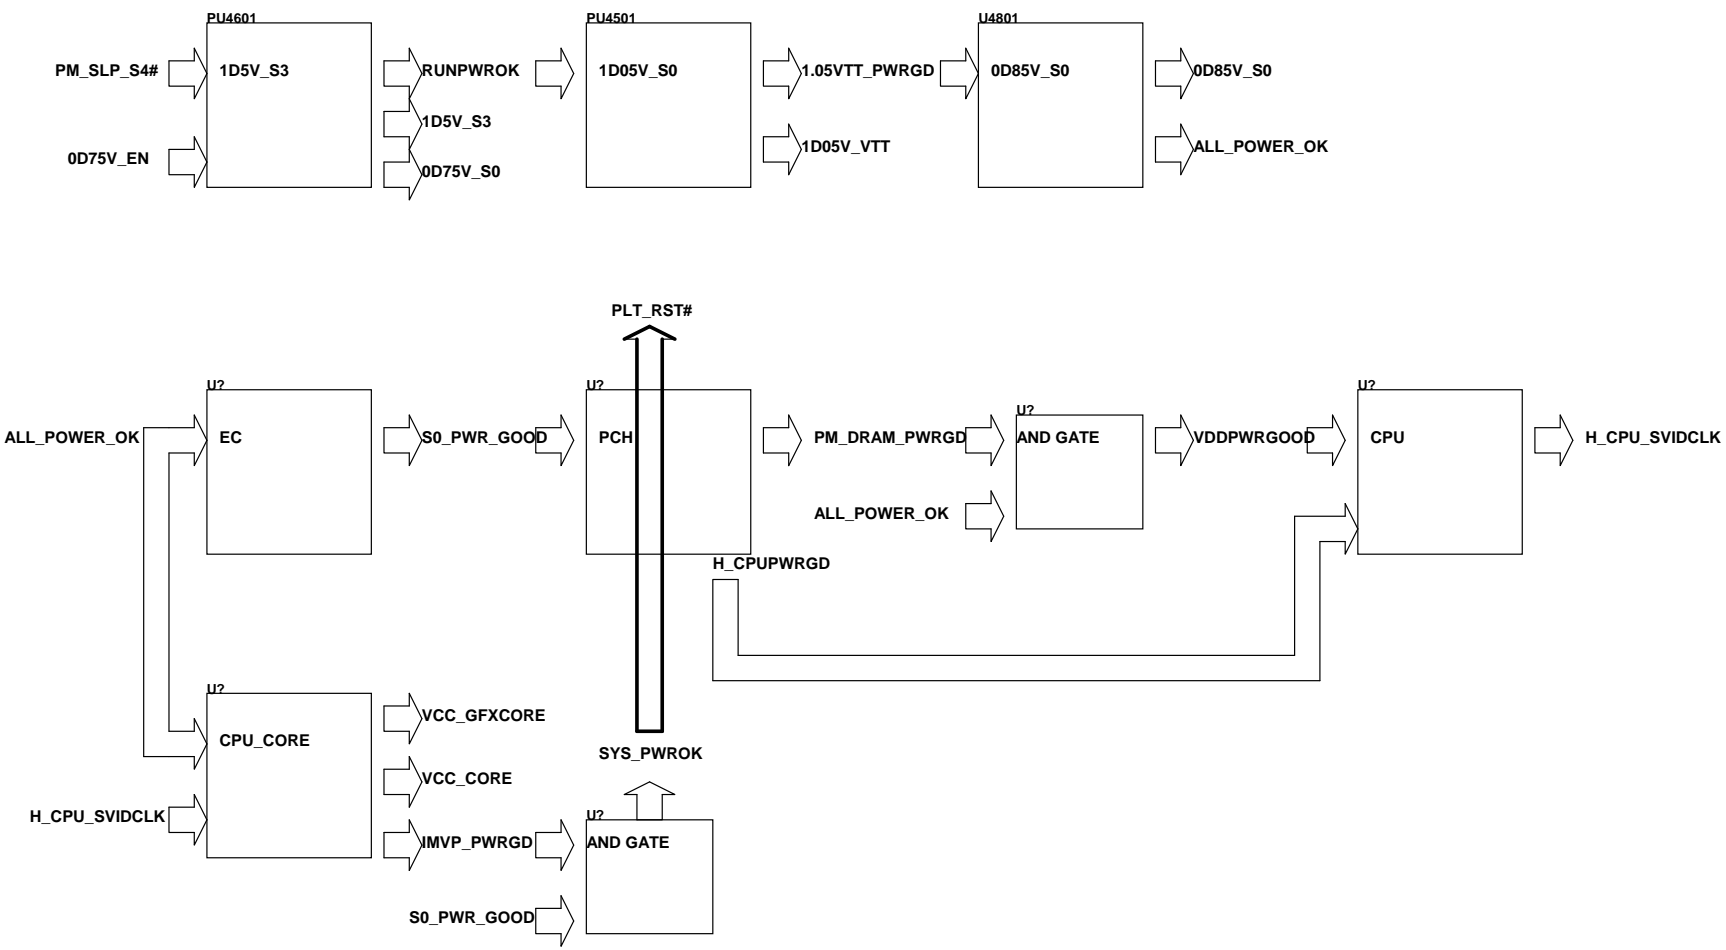 PU4601
PU4501
U4801
PM_SLP_S4#
1D5V_S3
RUNPWROK
1D05V_S0
1.05VTT_PWRGD
0D85V_S0
0D85V_S0
1D5V_S3
0D75V_EN
0D75V_S0
1D05V_VTT
ALL_POWER_OK
PLT_RST#
U?
U?
U?
U?
ALL_POWER_OK
EC
S0_PWR_GOOD
PCH
PM_DRAM_PWRGD
AND GATE
VDDPWRGOOD
CPU
H_CPU_SVIDCLK
ALL_POWER_OK
H_CPUPWRGD
U?
VCC_GFXCORE
CPU_CORE
SYS_PWROK
VCC_CORE
H_CPU_SVIDCLK
U?
IMVP_PWRGD
AND GATE
S0_PWR_GOOD